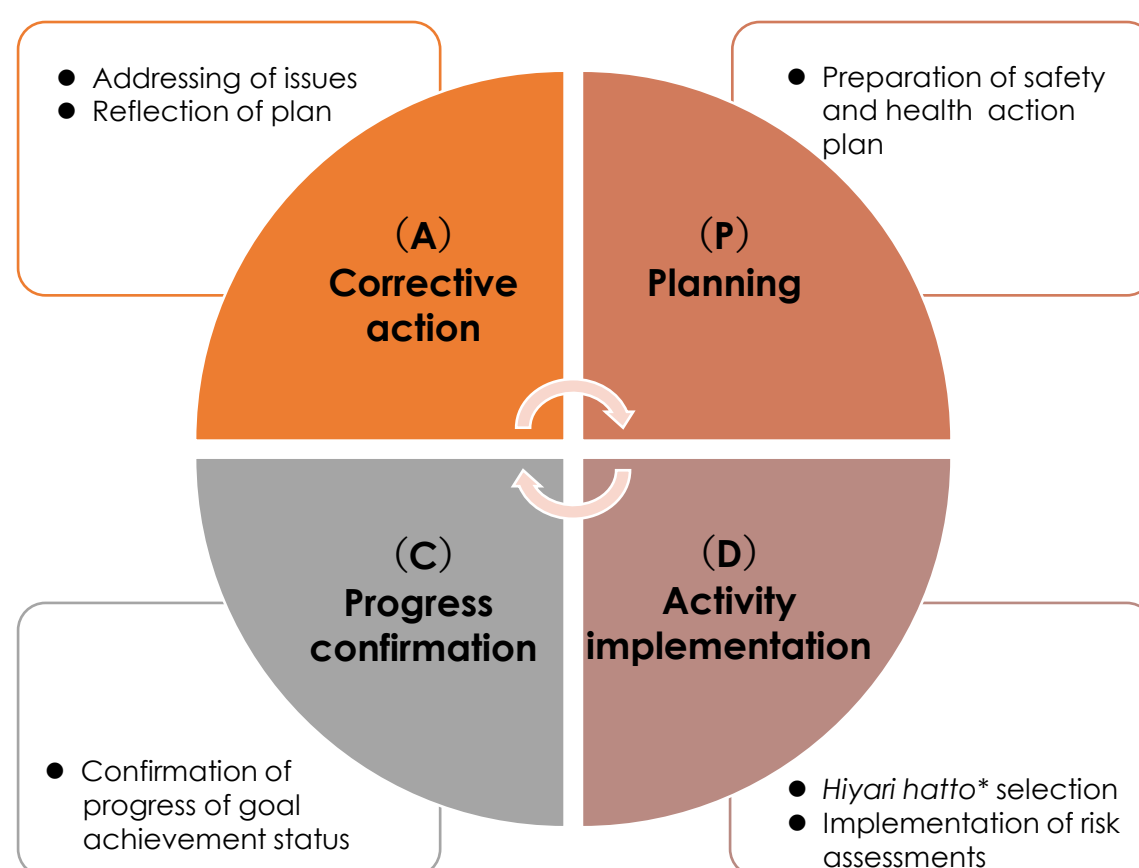 ● Addressing of issues
● Reflection of plan
● Preparation of safety
and health action
plan
（A）
Corrective
action
（P）
Planning
（C）
Progress
confirmation
（D）
Activity
implementation
● Confirmation of
progress of goal
achievement status
● Hiyari hatto* selection
● Implementation of risk
assessments